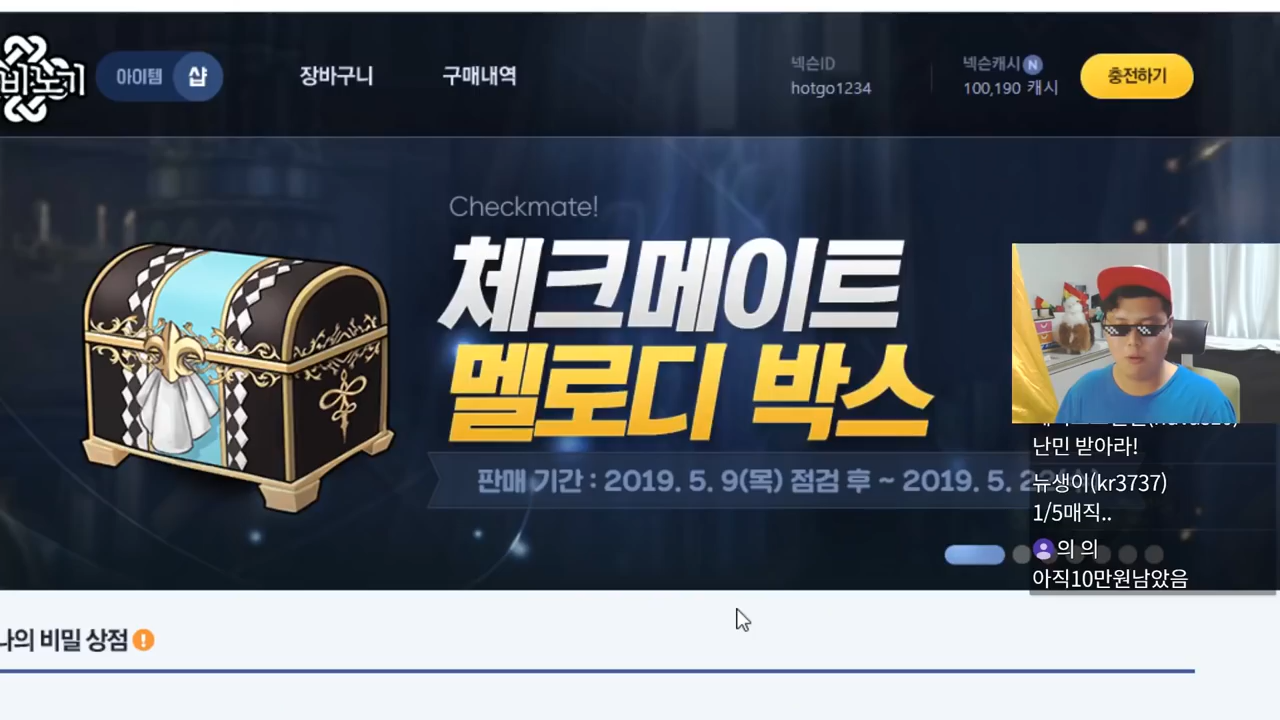 비노기
아이템 샵
장바구니
구매내역
넥슨ID
hotgo1234
넥슨캐시 N
100,190 캐시
충전하기
Checkmate!
체크메이트
멜로디 박스
판매 기간 : 2019. 5. 9(목) 점검 후 ~ 2019. 5.
난민 받아라!
뉴생이(kr3737)
1/5매직..
의 의
아직10만원남았음
나의 비밀 상점